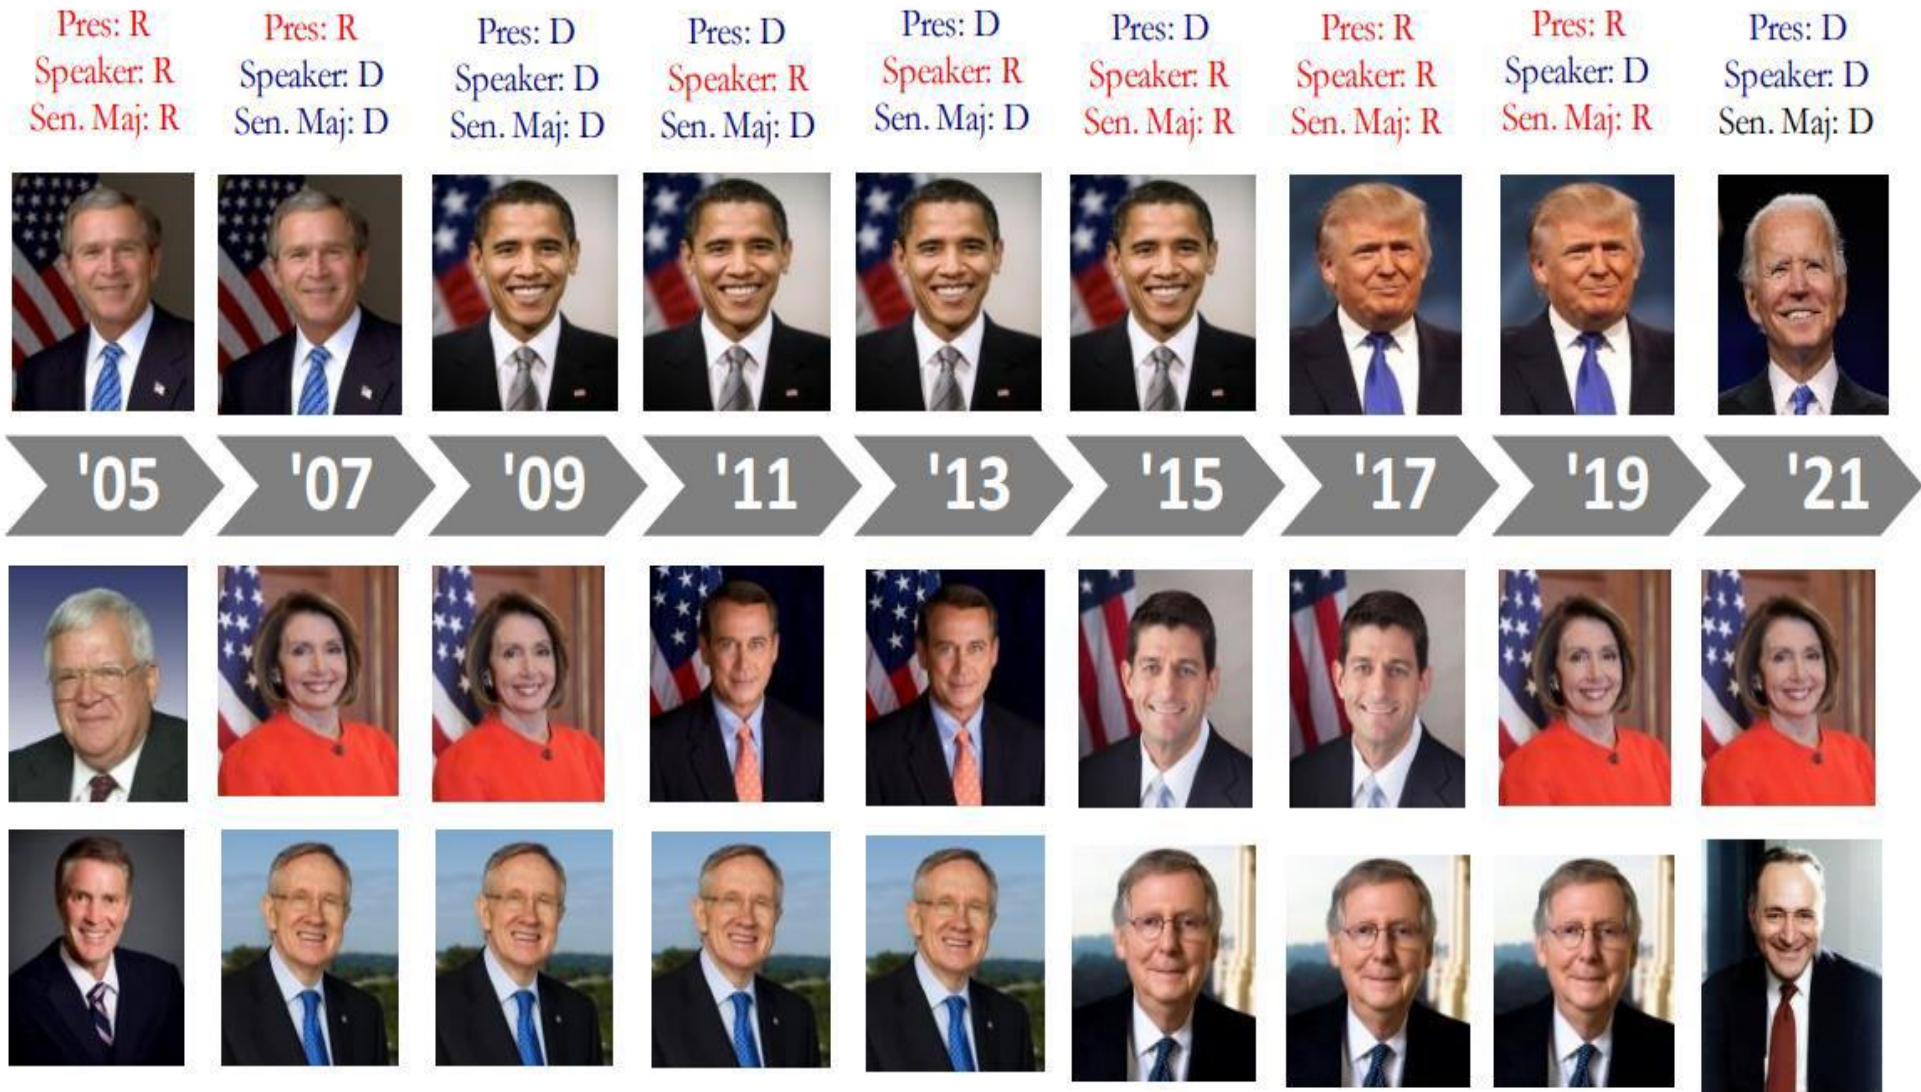 Pres: R
Speaker: R
Sen. Maj: R
Pres: R
Speaker: D
Sen. Maj: D
Pres: D
Speaker: D
Sen. Maj: D
Pres: D
Speaker: R
Sen. Maj: D
Pres: D
Speaker: R
Sen. Maj: D
Pres: D
Speaker: R
Sen. Maj: R
Pres: R
Speaker: R
Sen. Maj: R
Pres: R
Speaker: D
Sen. Maj: R
Pres: D
Speaker: D
Sen. Maj: D
'05
'07
'09
'11
'13
'15
'17
'19
'21